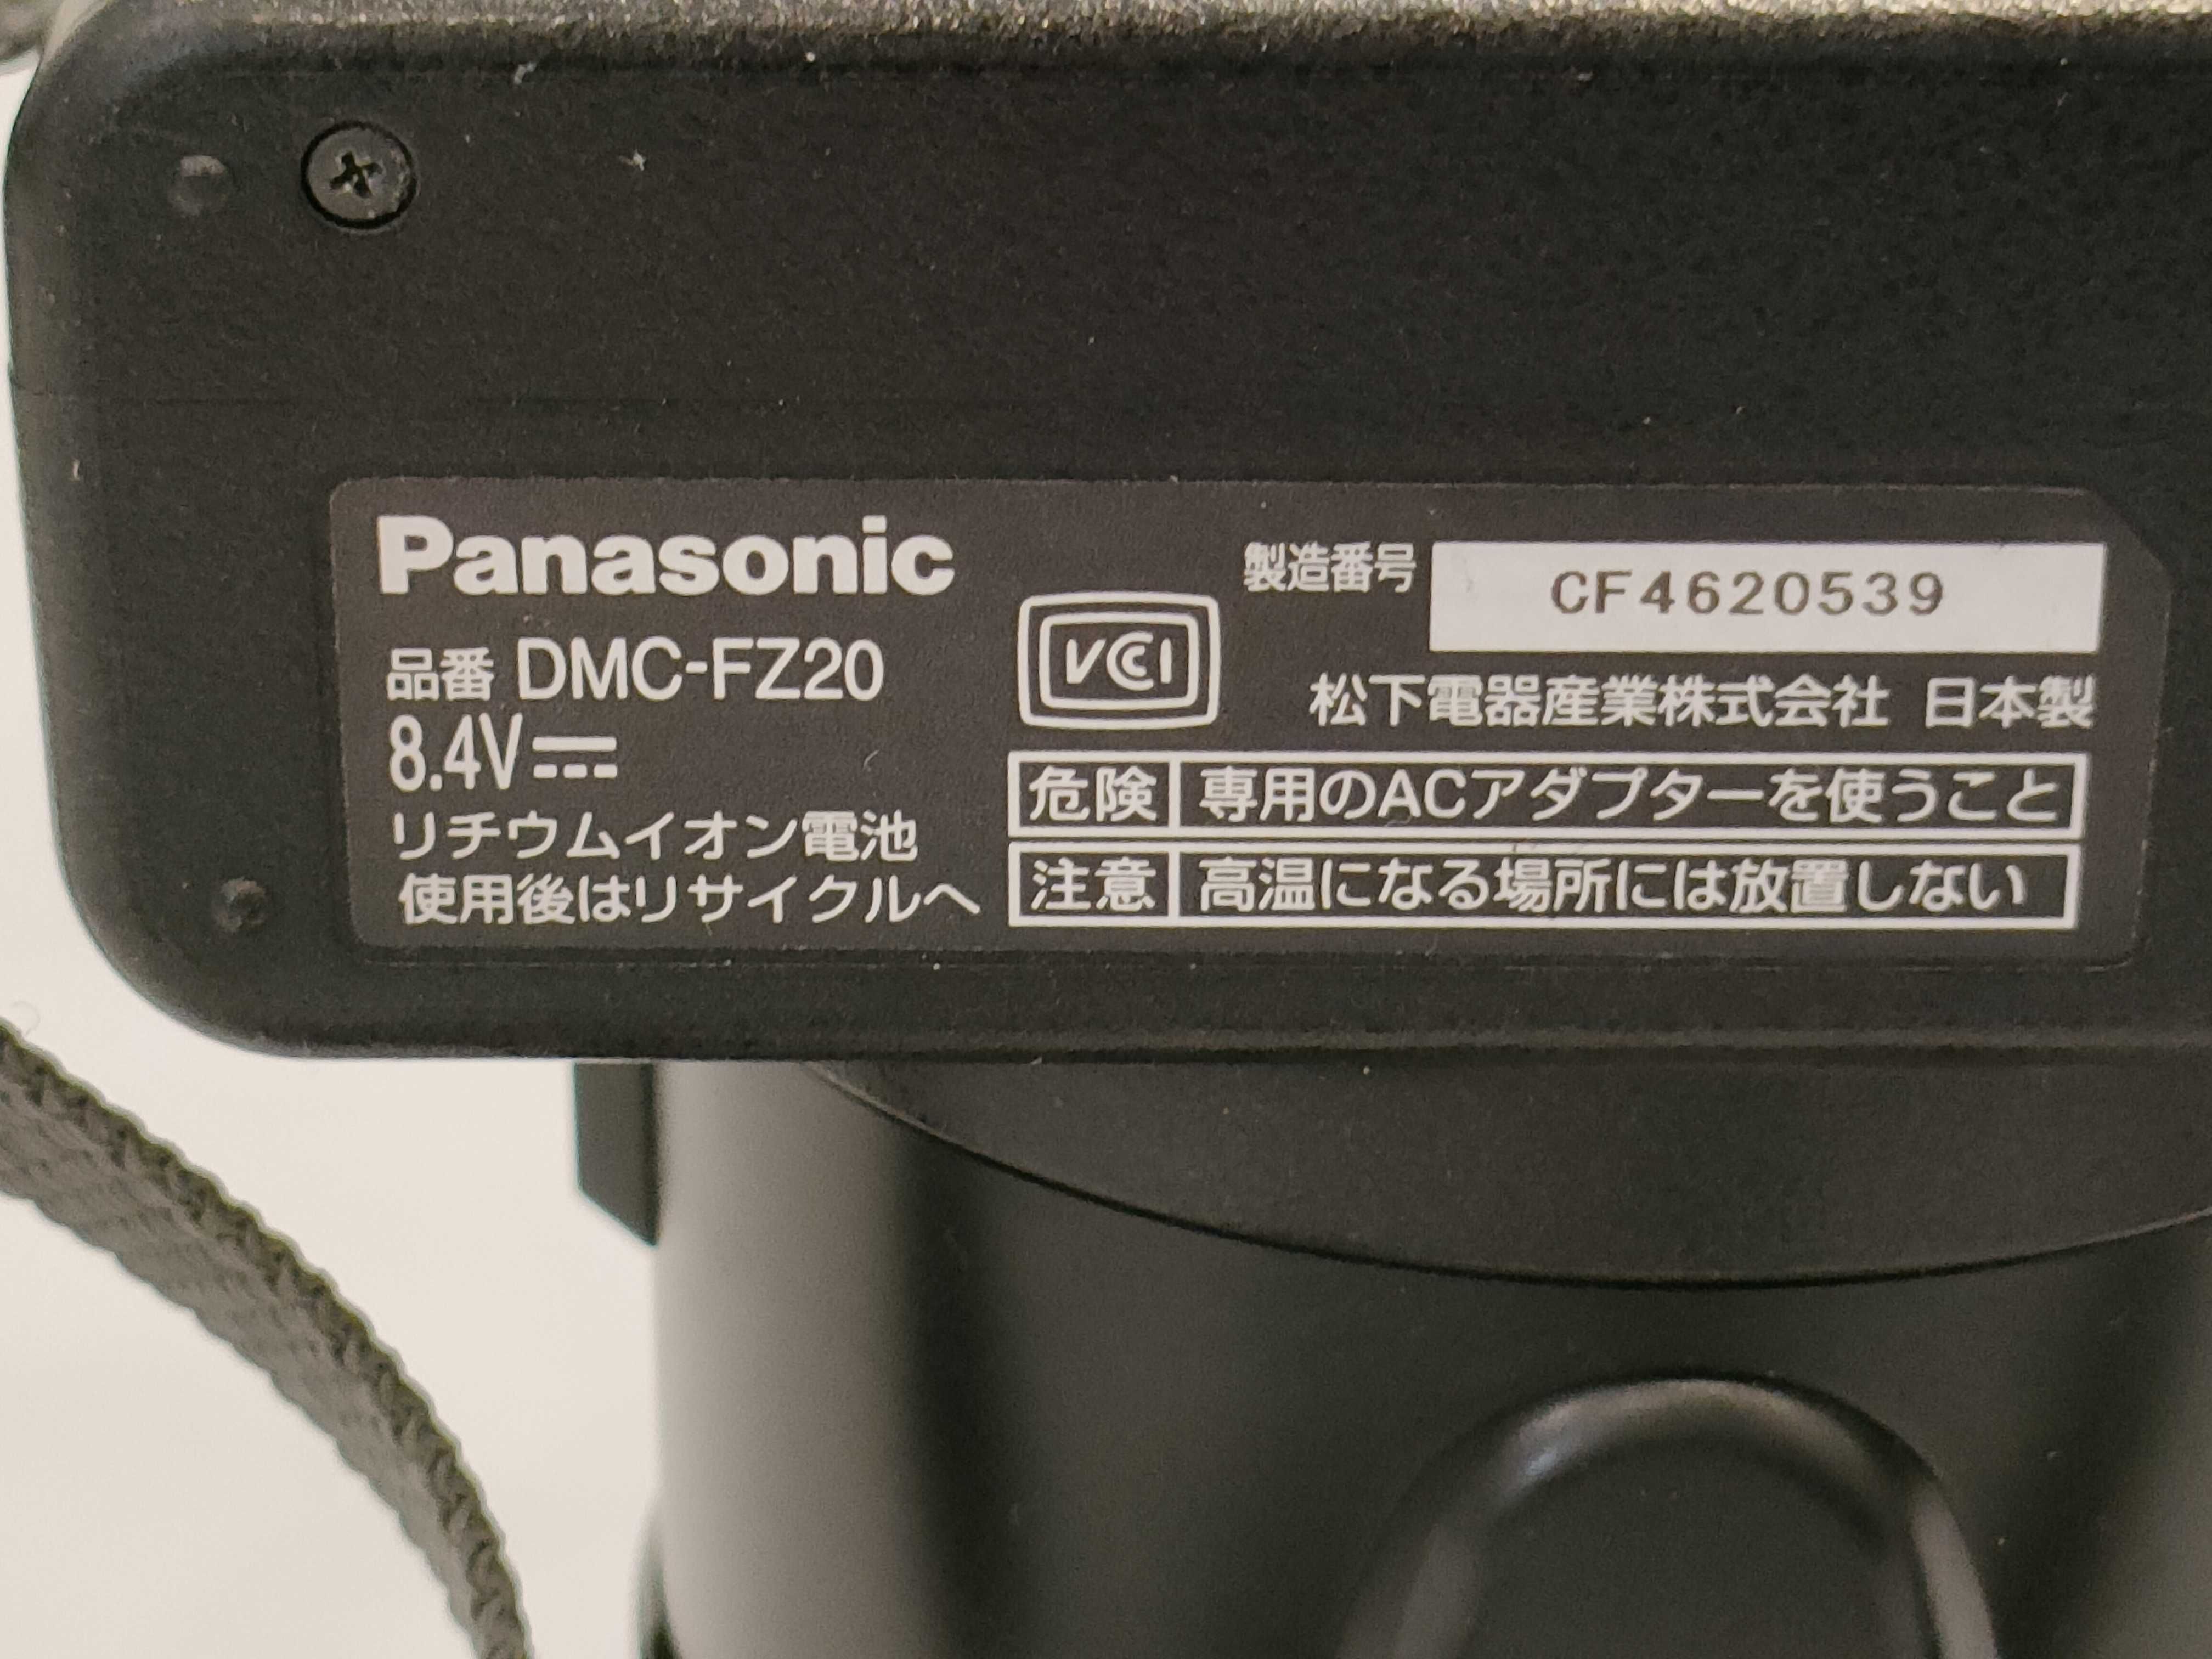 Panasonic
品番 DMC-FZ20
8.4V
リチウムイオン電池
使用後はリサイクルへ
VCCI
製造番号 CF4620539
松下電器産業株式会社 日本製
危険 専用のACアダプターを使うこと
注意 高温になる場所には放置しない